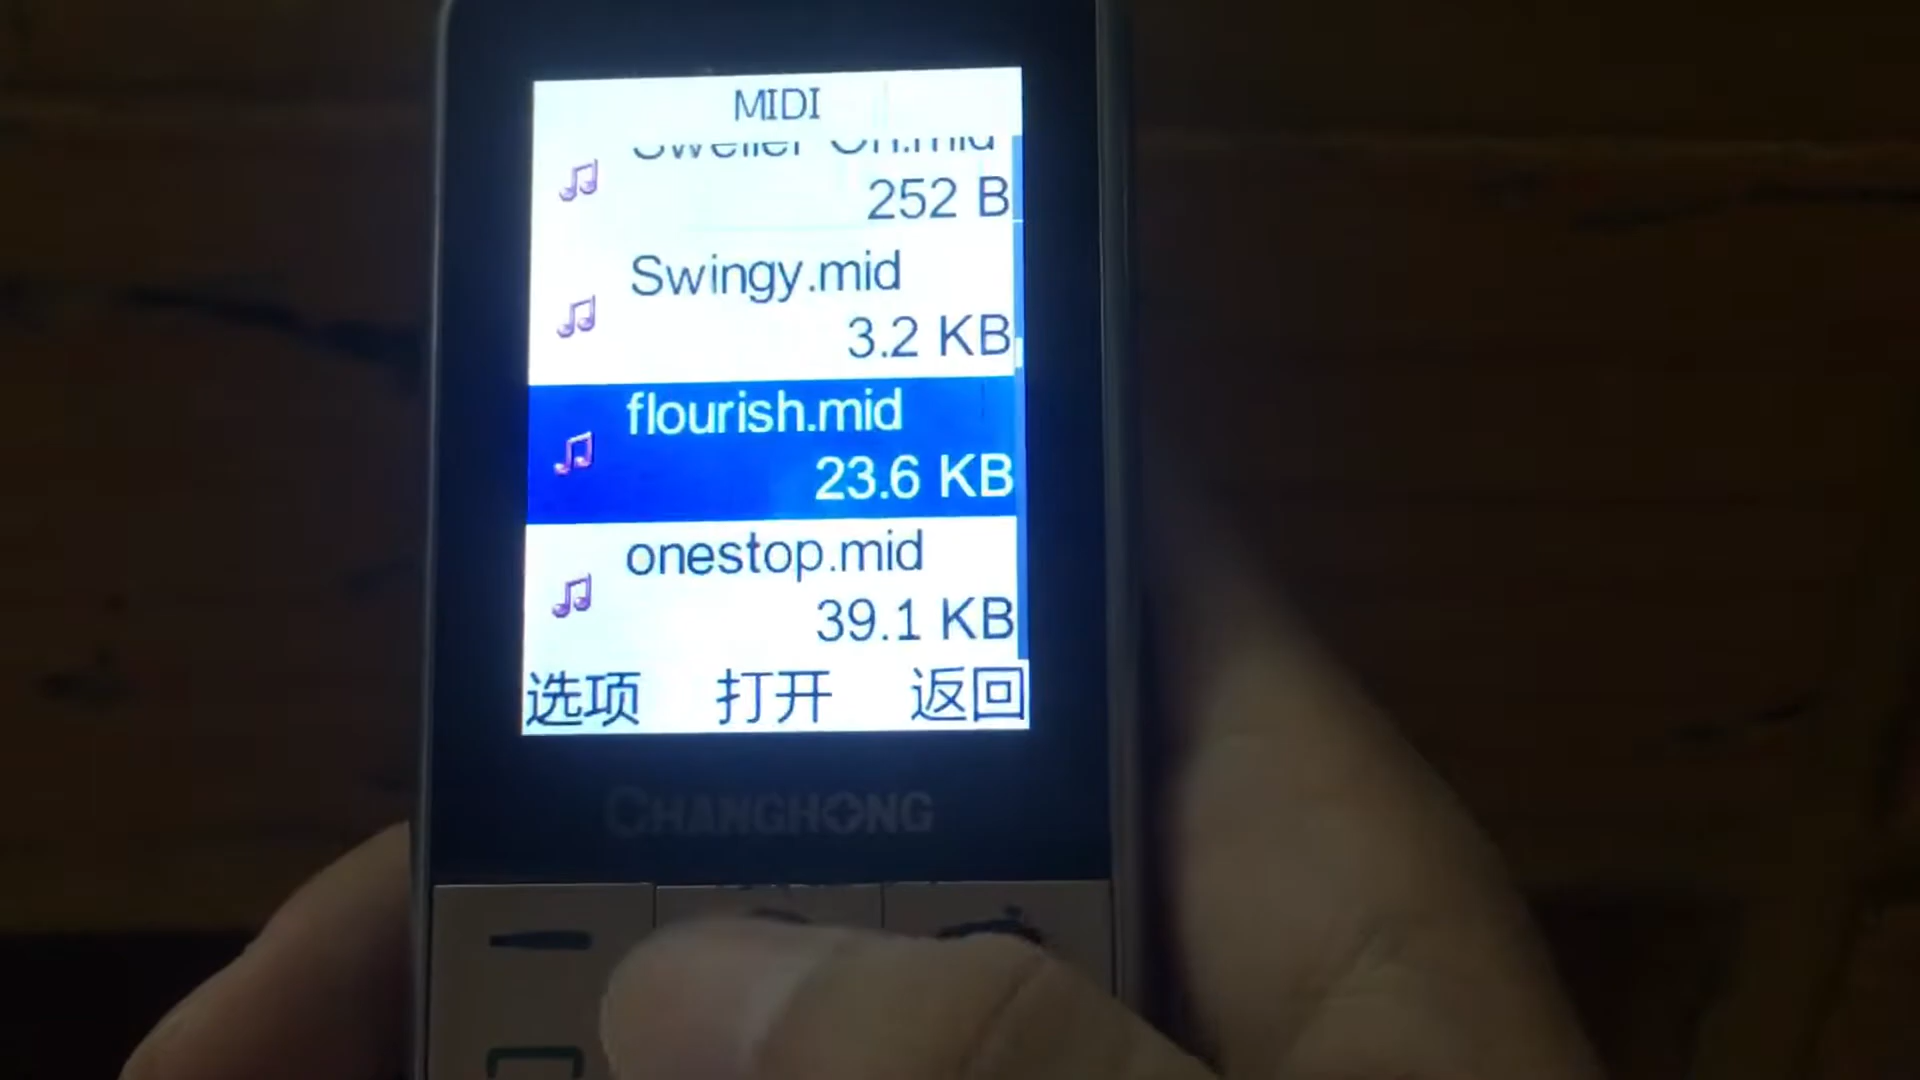 MIDI
252 B
Swingy.mid
3.2 KB
flourish.mid
23.6 KB
onestop.mid
39.1 KB
选项 打开 返回
CHANGHONG